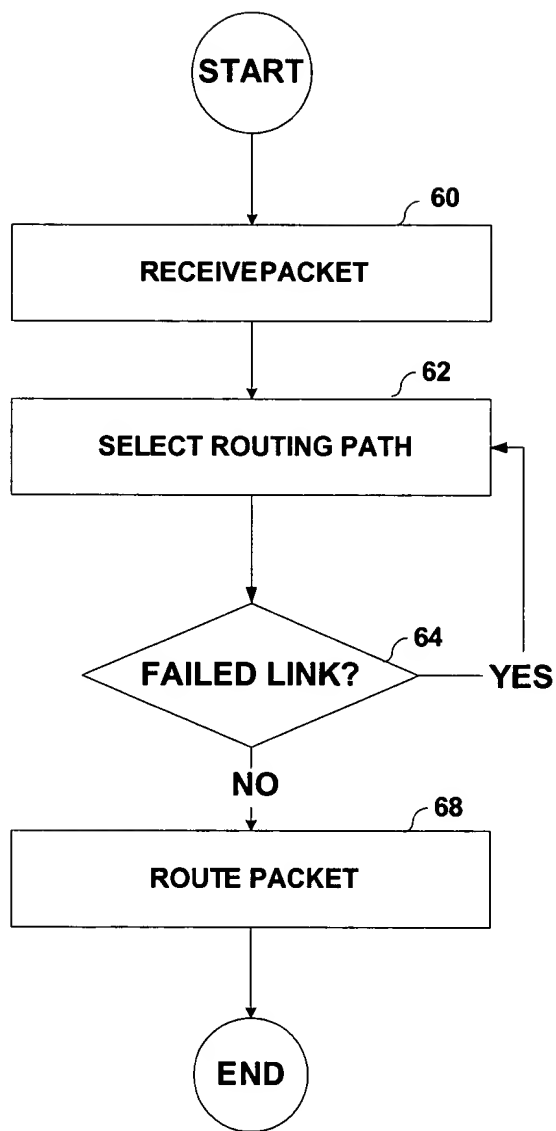 START
60
RECEIVEPACKET
62
SELECT ROUTING PATH
64
FAILED LINK?
YES
NO
68
ROUTE PACKET
END